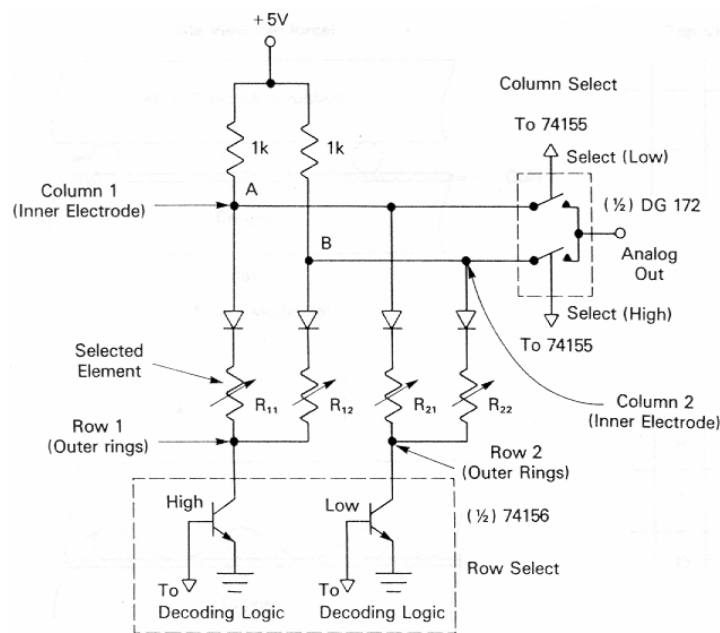 +5V
Column Select
To 74155
1k
1k
Select (Low)
Column 1
(Inner Electrode)
A
(½) DG 172
B
Analog
Out
Select (High)
To 74155
Selected
Element
R₁₁
R₁₂
R₂₁
R₂₂
Column 2
(Inner Electrode)
Row 1
(Outer rings)
Row 2
(Outer Rings)
High
Low
(½) 74156
Row Select
To
Decoding Logic
To
Decoding Logic